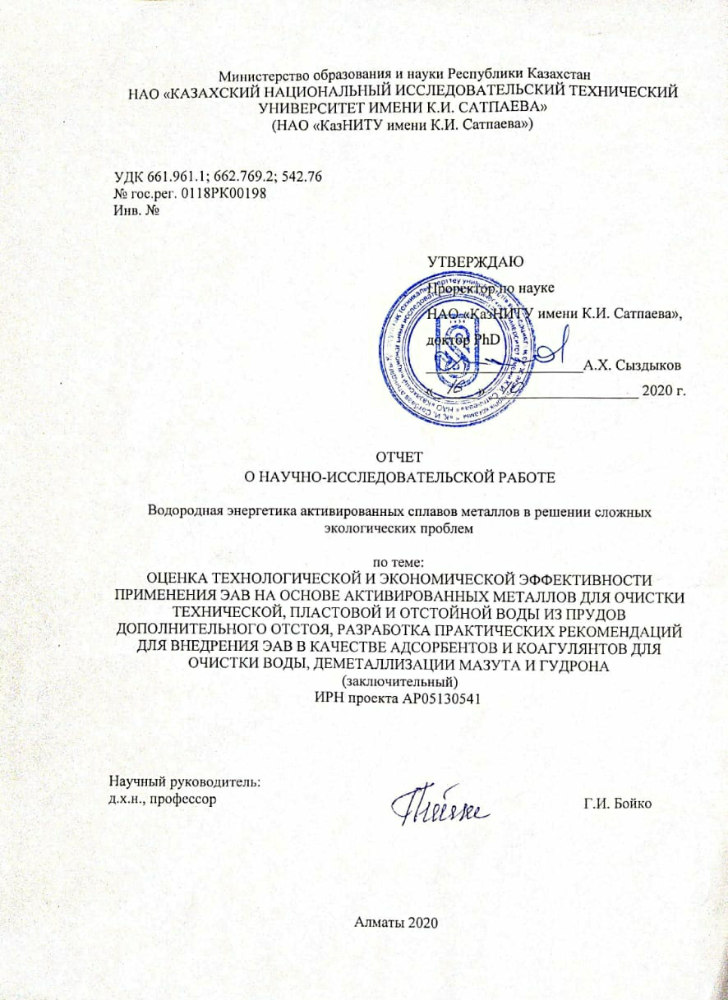 Министерство образования и науки Республики Казахстан
НАО «КАЗАХСКИЙ НАЦИОНАЛЬНЫЙ ИССЛЕДОВАТЕЛЬСКИЙ ТЕХНИЧЕСКИЙ
УНИВЕРСИТЕТ ИМЕНИ К.И. САТПАЕВА»
(НАО «КазНИТУ имени К.И. Сатпаева»)
УДК 661.961.1; 662.769.2; 542.76
№ гос.рег. 0118РК00198
Инв. №
УТВЕРЖДАЮ
Проректор по науке
НАО «КазНИТУ имени К.И. Сатпаева»,
доктор PhD
А.Х. Сыздыков
« » 2020 г.
ОТЧЕТ
О НАУЧНО-ИССЛЕДОВАТЕЛЬСКОЙ РАБОТЕ
Водородная энергетика активированных сплавов металлов в решении сложных
экологических проблем
по теме:
ОЦЕНКА ТЕХНОЛОГИЧЕСКОЙ И ЭКОНОМИЧЕСКОЙ ЭФФЕКТИВНОСТИ
ПРИМЕНЕНИЯ ЭАВ НА ОСНОВЕ АКТИВИРОВАННЫХ МЕТАЛЛОВ ДЛЯ ОЧИСТКИ
ТЕХНИЧЕСКОЙ, ПЛАСТОВОЙ И ОТСТОЙНОЙ ВОДЫ ИЗ ПРУДОВ
ДОПОЛНИТЕЛЬНОГО ОТСТОЯ, РАЗРАБОТКА ПРАКТИЧЕСКИХ РЕКОМЕНДАЦИЙ
ДЛЯ ВНЕДРЕНИЯ ЭАВ В КАЧЕСТВЕ АДСОРБЕНТОВ И КОАГУЛЯНТОВ ДЛЯ
ОЧИСТКИ ВОДЫ, ДЕМЕТАЛЛИЗАЦИИ МАЗУТА И ГУДРОНА
(заключительный)
ИРН проекта АР05130541
Научный руководитель:
д.х.н., профессор
Г.И. Бойко
Алматы 2020